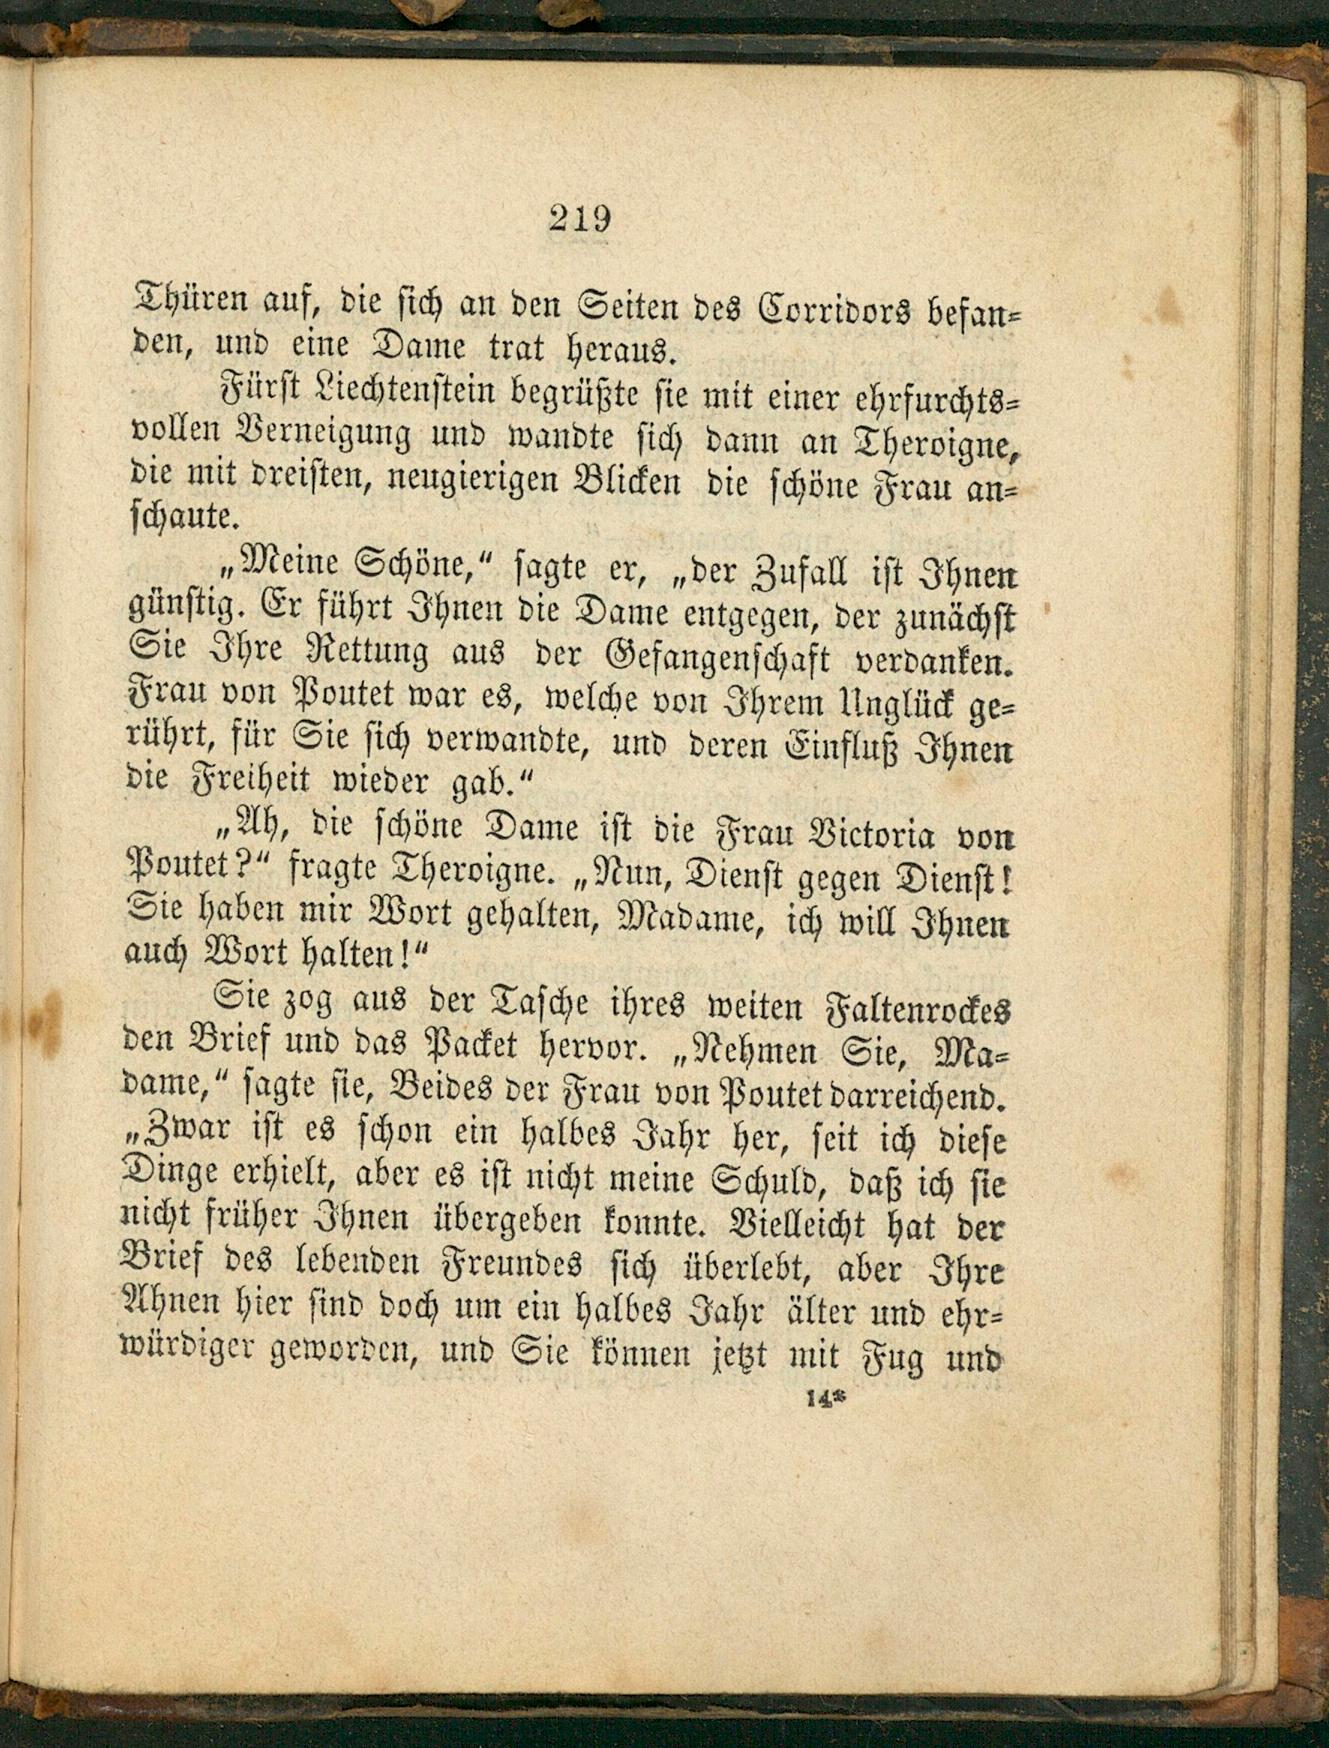 219
Thüren auf, die sich an den Seiten des Corridors befan=
den, und eine Dame trat heraus.
Fürst Liechtenstein begrüßte sie mit einer ehrfurchts=
vollen Verneigung und wandte sich dann an Theroigne,
die mit dreisten, neugierigen Blicken die schöne Frau an=
schaute.
„Meine Schöne,“ sagte er, „der Zufall ist Ihnen
günstig. Er führt Ihnen die Dame entgegen, der zunächst
Sie Ihre Rettung aus der Gefangenschaft verdanken.
Frau von Poutet war es, welche von Ihrem Unglück ge=
rührt, für Sie sich verwandte, und deren Einfluß Ihnen
die Freiheit wieder gab.“
„Ah, die schöne Dame ist die Frau Victoria von
Poutet?“ fragte Theroigne. „Nun, Dienst gegen Dienst!
Sie haben mir Wort gehalten, Madame, ich will Ihnen
auch Wort halten!“
Sie zog aus der Tasche ihres weiten Faltenrockes
den Brief und das Packet hervor. „Nehmen Sie, Ma=
dame,“ sagte sie, Beides der Frau von Poutet darreichend.
„Zwar ist es schon ein halbes Jahr her, seit ich diese
Dinge erhielt, aber es ist nicht meine Schuld, daß ich sie
nicht früher Ihnen übergeben konnte. Vielleicht hat der
Brief des lebenden Freundes sich überlebt, aber Ihre
Ahnen hier sind doch um ein halbes Jahr älter und ehr=
würdiger geworden, und Sie können jetzt mit Fug und
14*